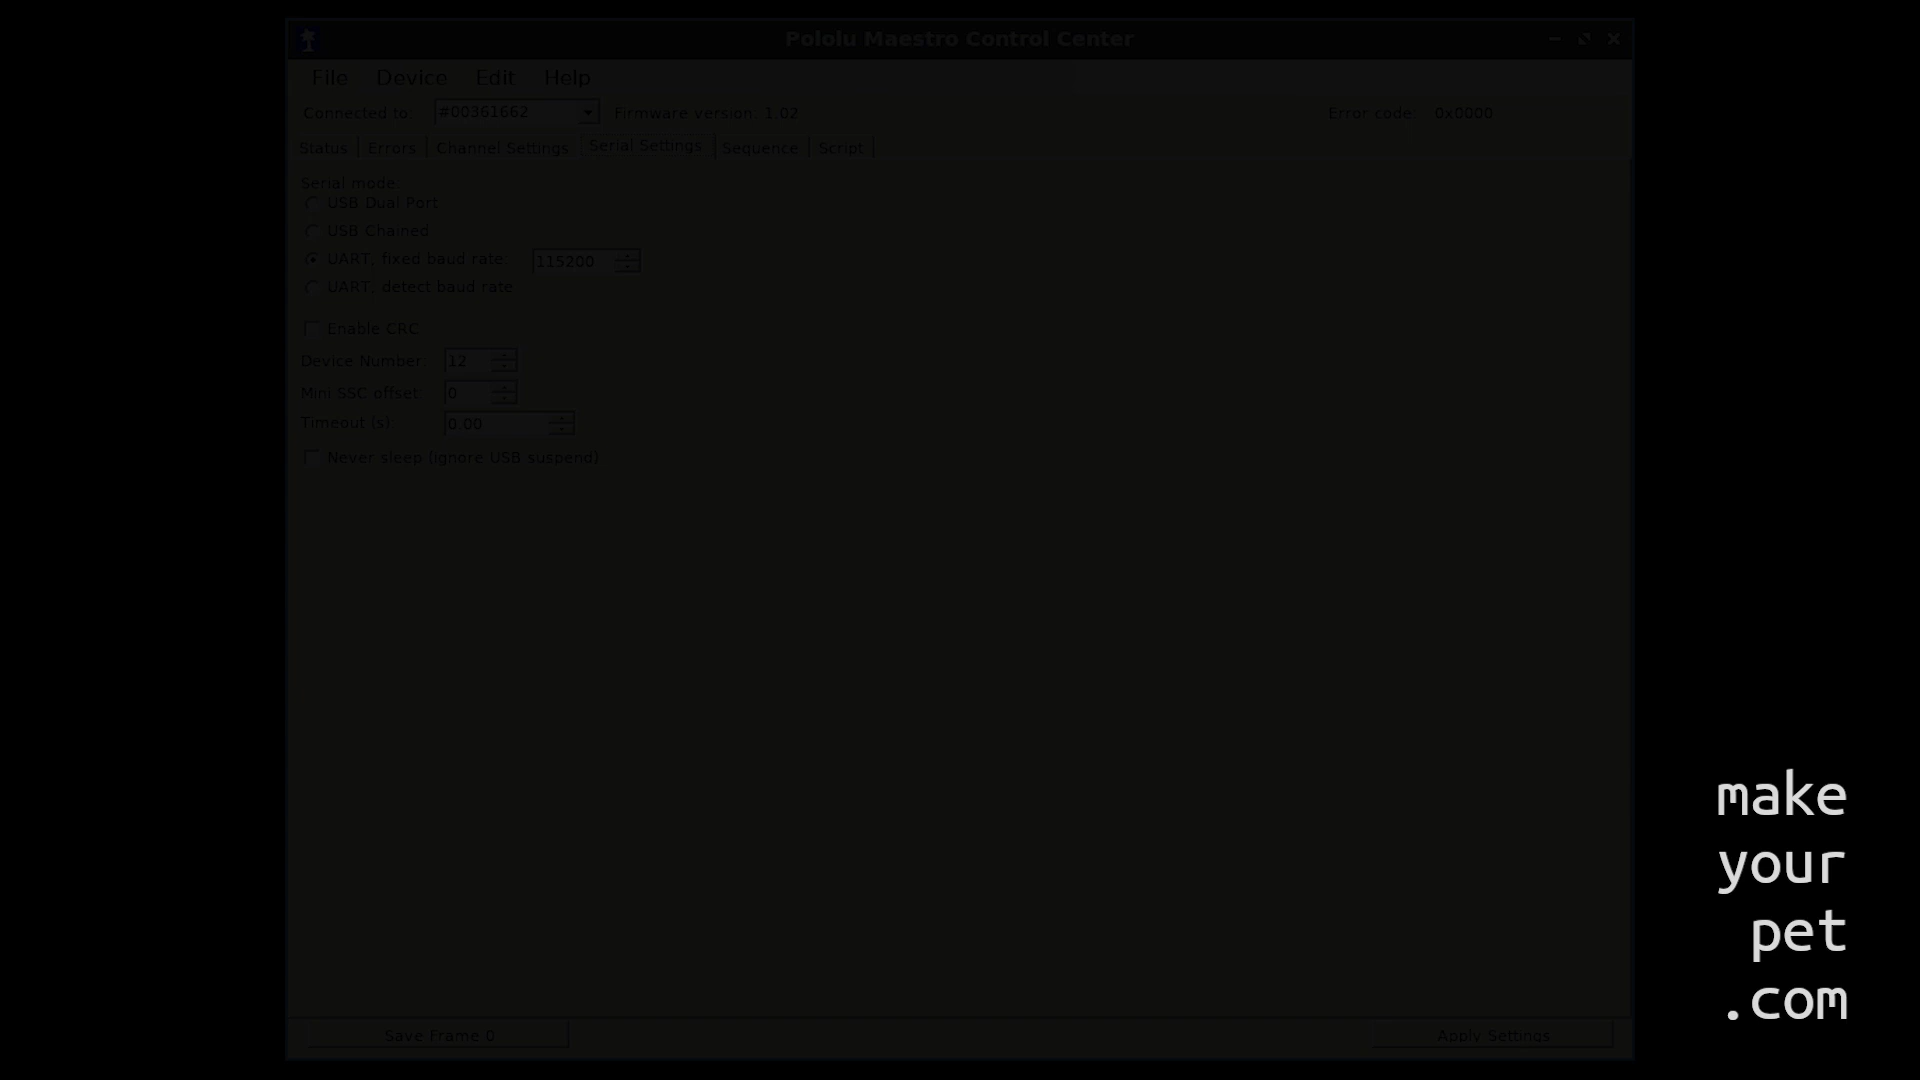 Pololu Maestro Control Center
File Device Edit Help
Connected to: #00361662 Firmware version: 1.02 Error code: 0x0000
Status Errors Channel Settings Serial Settings Sequence Script
Serial mode:
USB Dual Port
USB Chained
UART, fixed baud rate: 115200
UART, detect baud rate
Enable CRC
Device Number: 12
Mini SSC offset: 0
Timeout (s): 0.00
Never sleep (ignore USB suspend)
Save Frame 0 Apply Settings
make
your
pet
.com